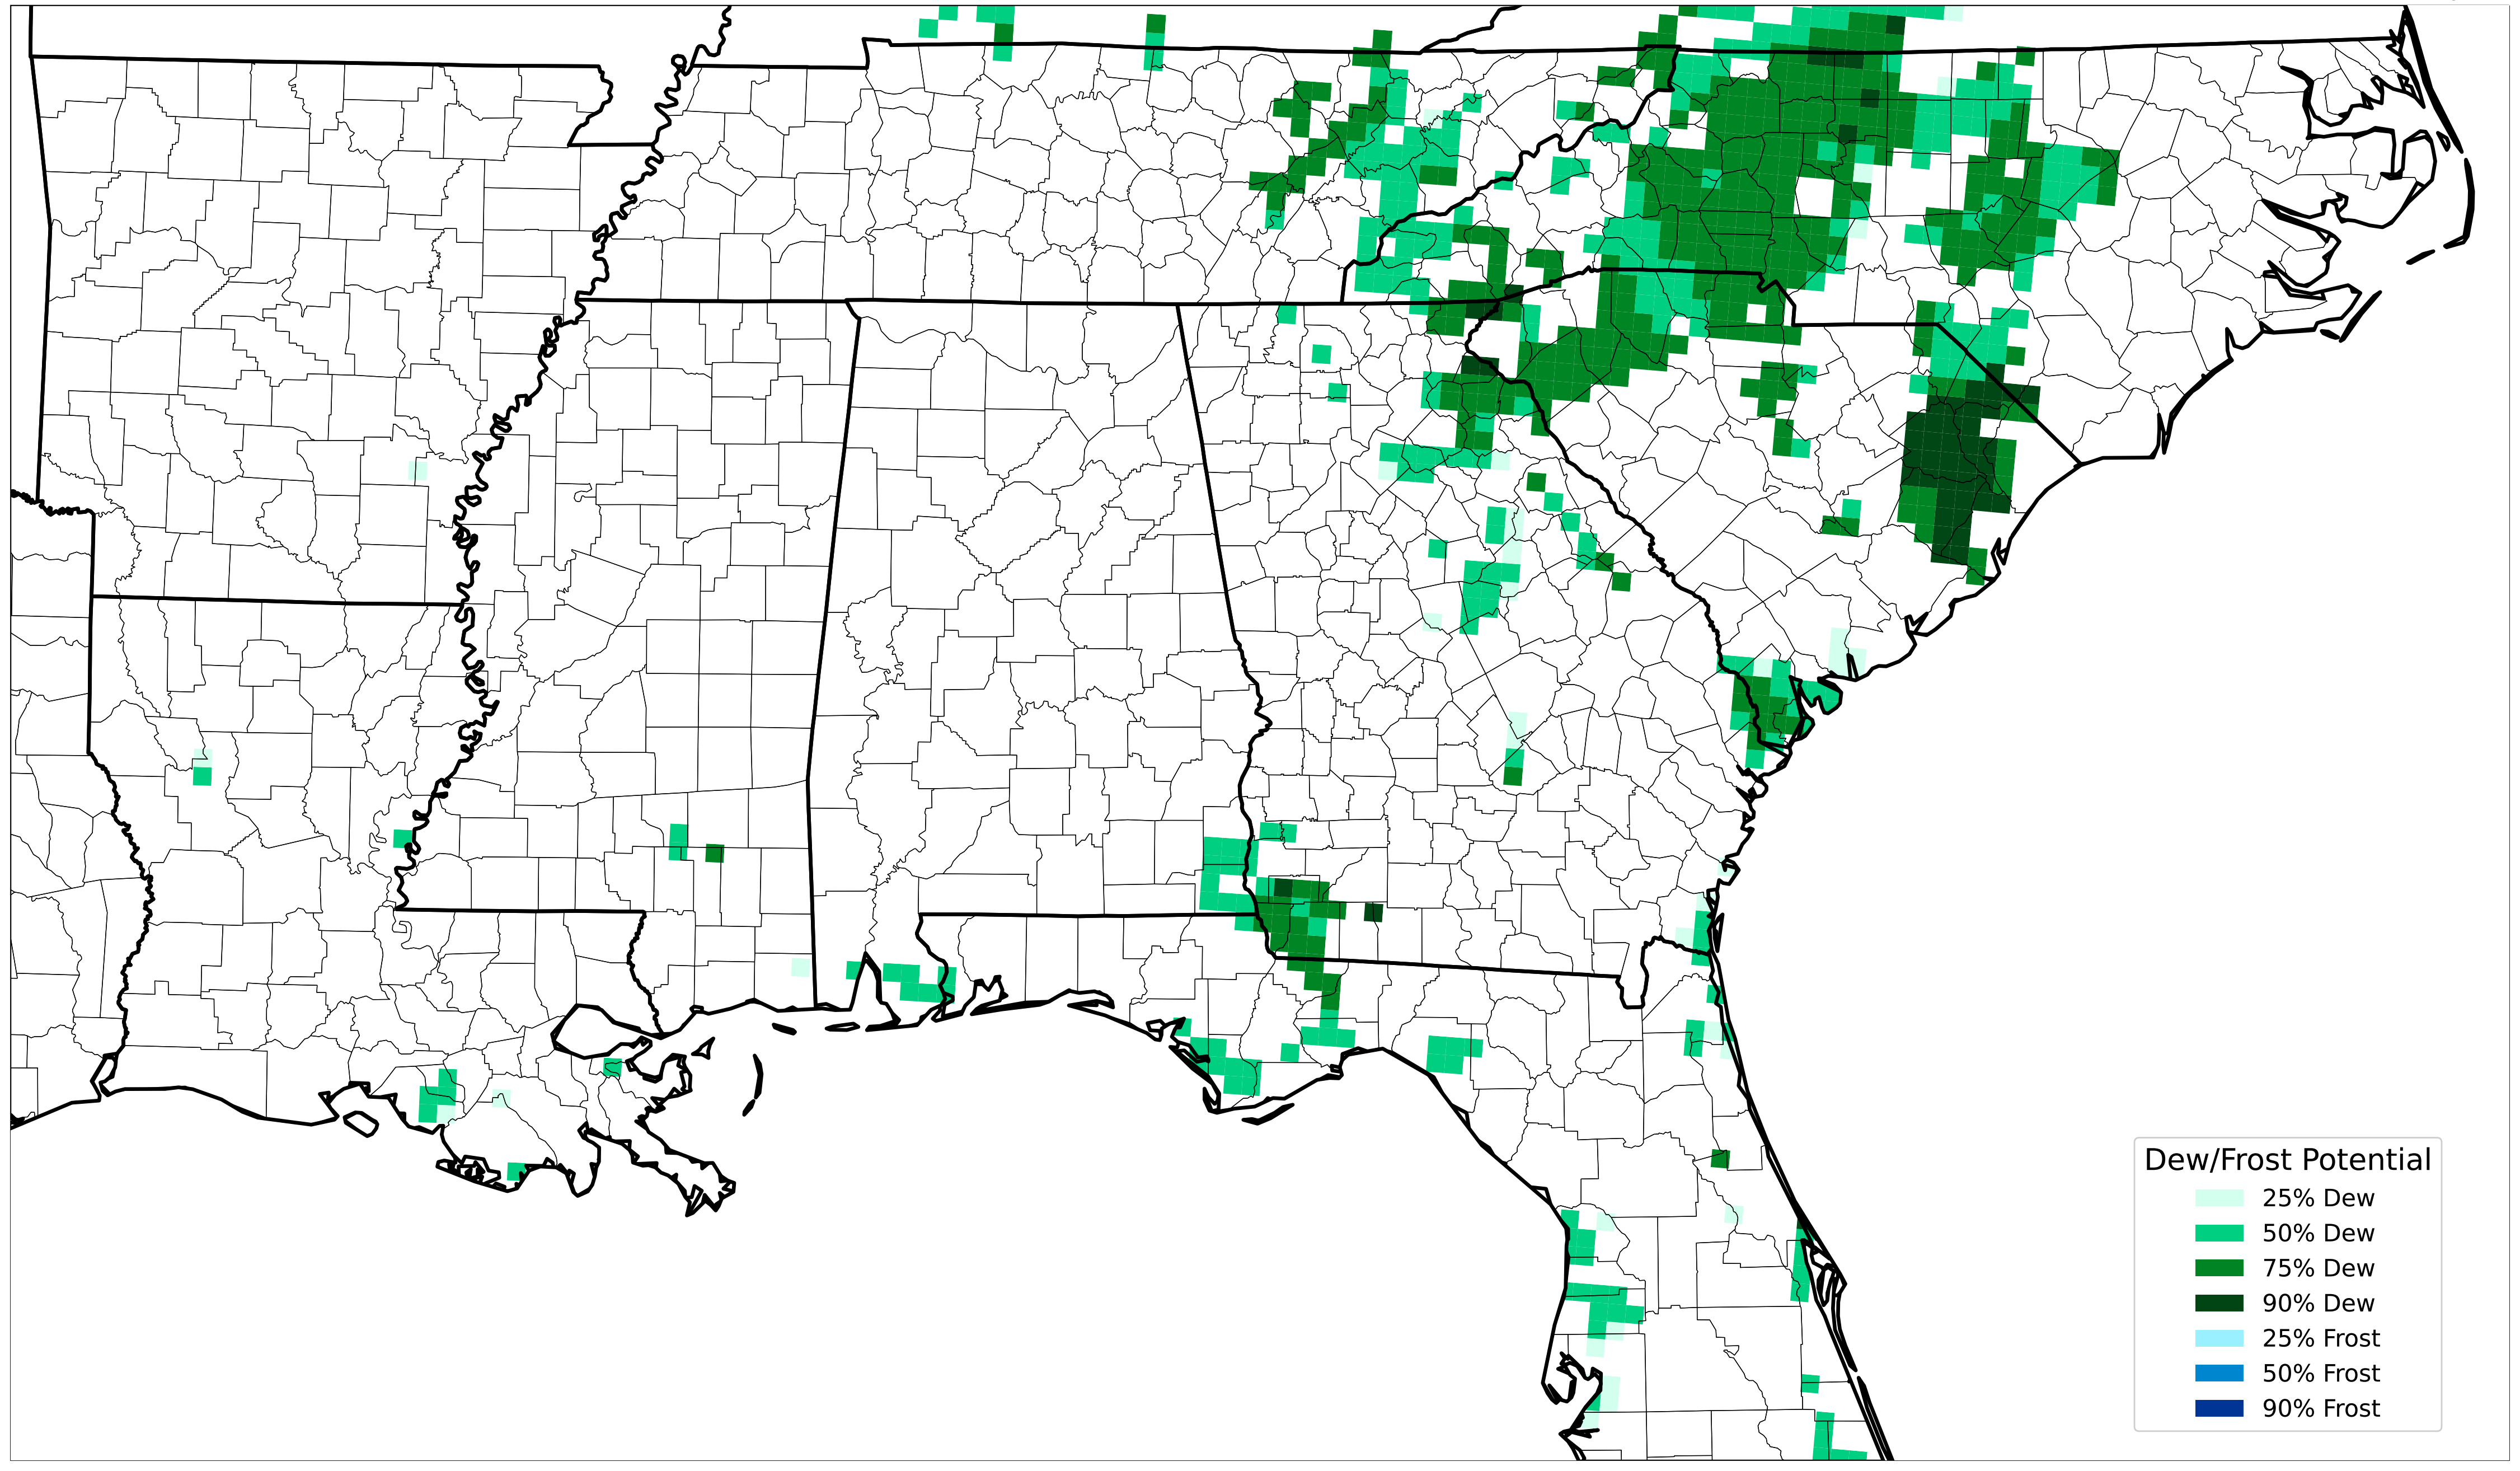 Dew/Frost Potential
25% Dew
50% Dew
75% Dew
90% Dew
25% Frost
50% Frost
90% Frost